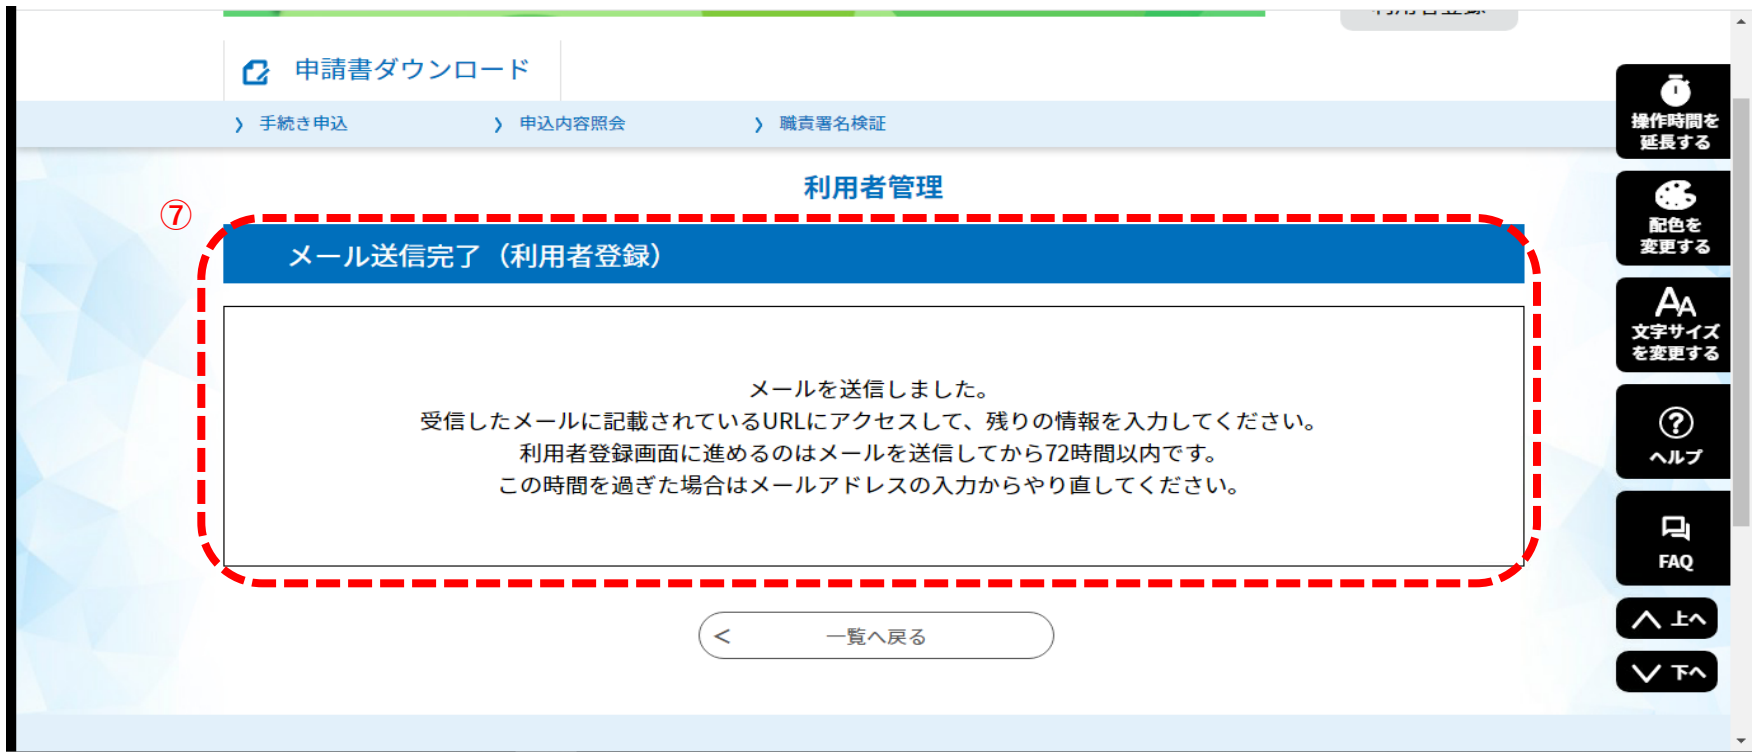 申請書ダウンロード
手続き申込
申込内容照会
職責署名検証
利用者管理
⑦
メール送信完了（利用者登録）
メールを送信しました。
受信したメールに記載されているURLにアクセスして、残りの情報を入力してください。
利用者登録画面に進めるのはメールを送信してから72時間以内です。
この時間を過ぎた場合はメールアドレスの入力からやり直してください。
< 一覧へ戻る
操作時間を
延長する
配色を
変更する
AA
文字サイズ
を変更する
?
ヘルプ
FAQ
上へ
下へ